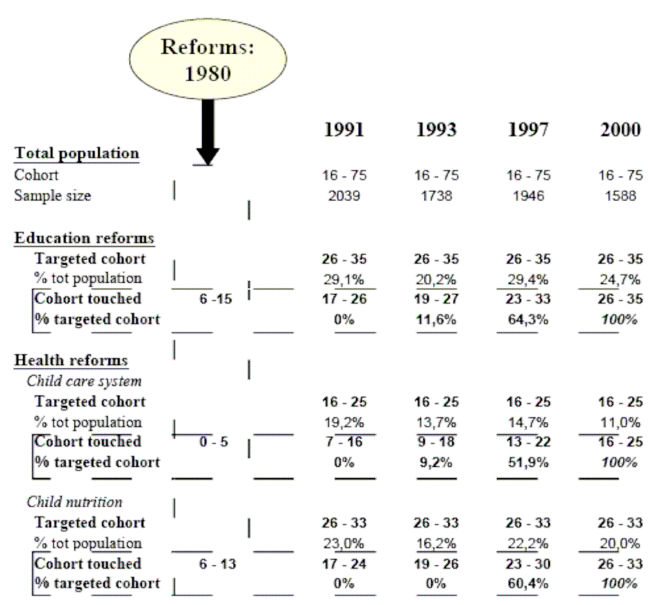 Reforms:
1980
1991 1993 1997 2000
Total population
Cohort 16 - 75 16 - 75 16 - 75 16 - 75
Sample size 2039 1738 1946 1588
Education reforms
Targeted cohort 26 - 35 26 - 35 26 - 35 26 - 35
% tot population 29,1% 20,2% 29,4% 24,7%
Cohort touched 6 -15 17 - 26 19 - 27 23 - 33 26 - 35
% targeted cohort 0% 11,6% 64,3% 100%
Health reforms
Child care system
Targeted cohort 16 - 25 16 - 25 16 - 25 16 - 25
% tot population 19,2% 13,7% 14,7% 11,0%
Cohort touched 0 - 5 7 - 16 9 - 18 13 - 22 16 - 25
% targeted cohort 0% 9,2% 51,9% 100%
Child nutrition
Targeted cohort 26 - 33 26 - 33 26 - 33 26 - 33
% tot population 23,0% 16,2% 22,2% 20,0%
Cohort touched 6 - 13 17 - 24 19 - 26 23 - 30 26 - 33
% targeted cohort 0% 0% 60,4% 100%